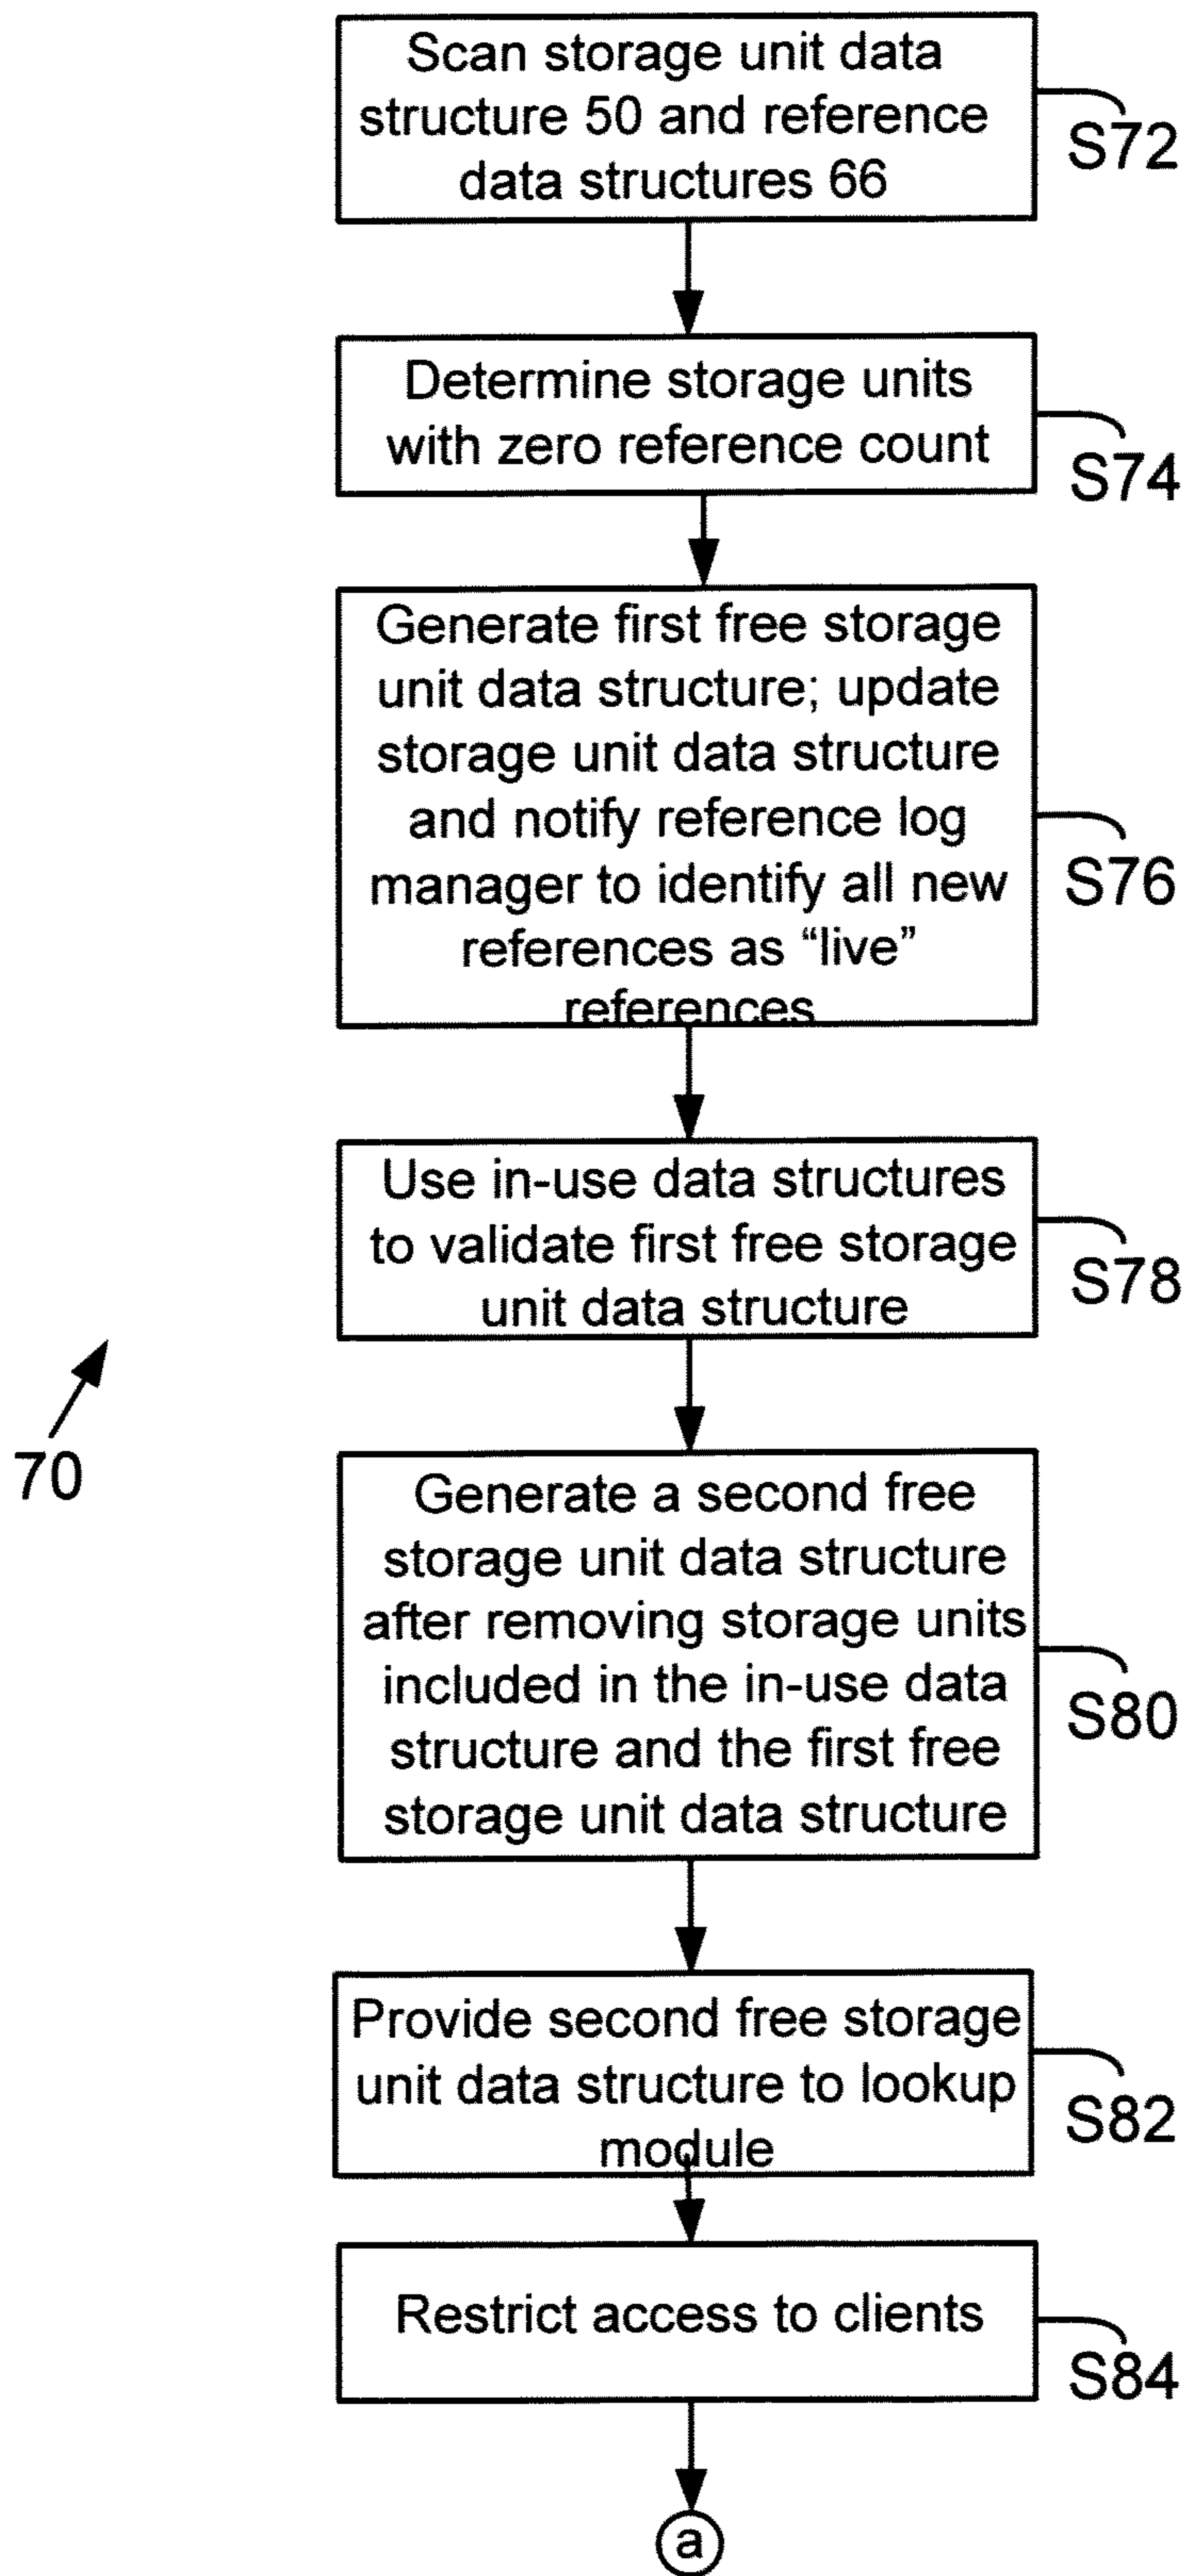 Scan storage unit data
structure 50 and reference
data structures 66
S72
Determine storage units
with zero reference count
S74
Generate first free storage
unit data structure; update
storage unit data structure
and notify reference log
manager to identify all new
references as “live”
references
S76
Use in-use data structures
to validate first free storage
unit data structure
S78
70
Generate a second free
storage unit data structure
after removing storage units
included in the in-use data
structure and the first free
storage unit data structure
S80
Provide second free storage
unit data structure to lookup
module
S82
Restrict access to clients
S84
a